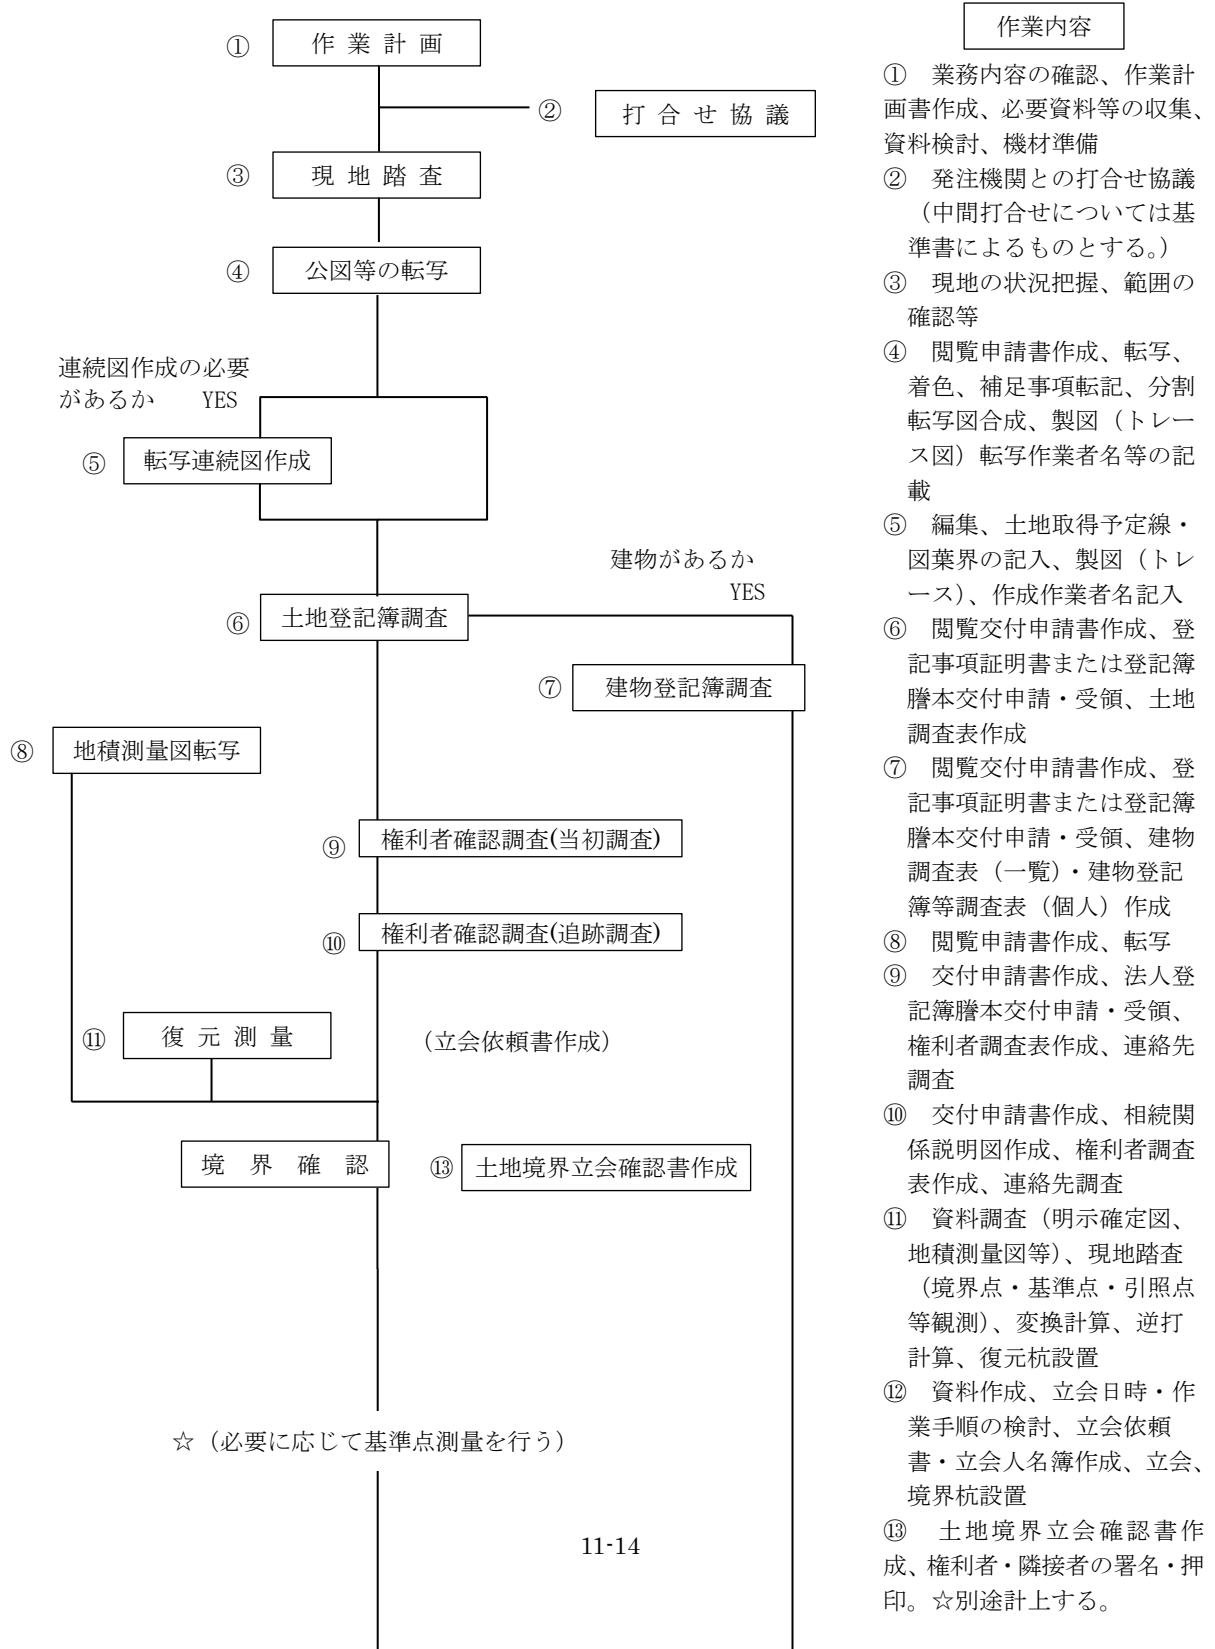 ① 作業計画
② 打合せ協議
③ 現地踏査
④ 公図等の転写
連続図作成の必要
があるか YES
⑤ 転写連続図作成
建物があるか
YES
⑥ 土地登記簿調査
⑦ 建物登記簿調査
⑧ 地積測量図転写
⑨ 権利者確認調査(当初調査)
⑩ 権利者確認調査(追跡調査)
⑪ 復元測量
(立会依頼書作成)
境界確認
⑬ 土地境界立会確認書作成
☆（必要に応じて基準点測量を行う）
作業内容
① 業務内容の確認、作業計
画書作成、必要資料等の収集、
資料検討、機材準備
② 発注機関との打合せ協議
（中間打合せについては基
準書によるものとする。）
③ 現地の状況把握、範囲の
確認等
④ 閲覧申請書作成、転写、
着色、補足事項転記、分割
転写図合成、製図（トレー
ス図）転写作業者名等の記
載
⑤ 編集、土地取得予定線・
図葉界の記入、製図（トレ
ース）、作成作業者名記入
⑥ 閲覧交付申請書作成、登
記事項証明書または登記簿
謄本交付申請・受領、土地
調査表作成
⑦ 閲覧交付申請書作成、登
記事項証明書または登記簿
謄本交付申請・受領、建物
調査表（一覧）・建物登記
簿等調査表（個人）作成
⑧ 閲覧申請書作成、転写
⑨ 交付申請書作成、法人登
記簿謄本交付申請・受領、
権利者調査表作成、連絡先
調査
⑩ 交付申請書作成、相続関
係説明図作成、権利者調査
表作成、連絡先調査
⑪ 資料調査（明示確定図、
地積測量図等）、現地踏査
（境界点・基準点・引照点
等観測）、変換計算、逆打
計算、復元杭設置
⑫ 資料作成、立会日時・作
業手順の検討、立会依頼
書・立会人名簿作成、立会、
境界杭設置
⑬ 土地境界立会確認書作
成、権利者・隣接者の署名・押
印。☆別途計上する。
11-14